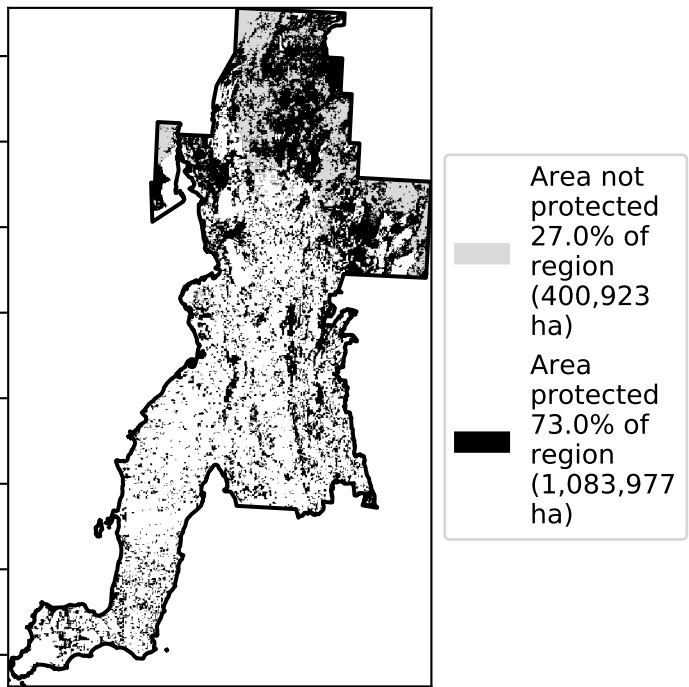 Area not
protected
27.0% of
region
(400,923
ha)
Area
protected
73.0% of
region
(1,083,977
ha)